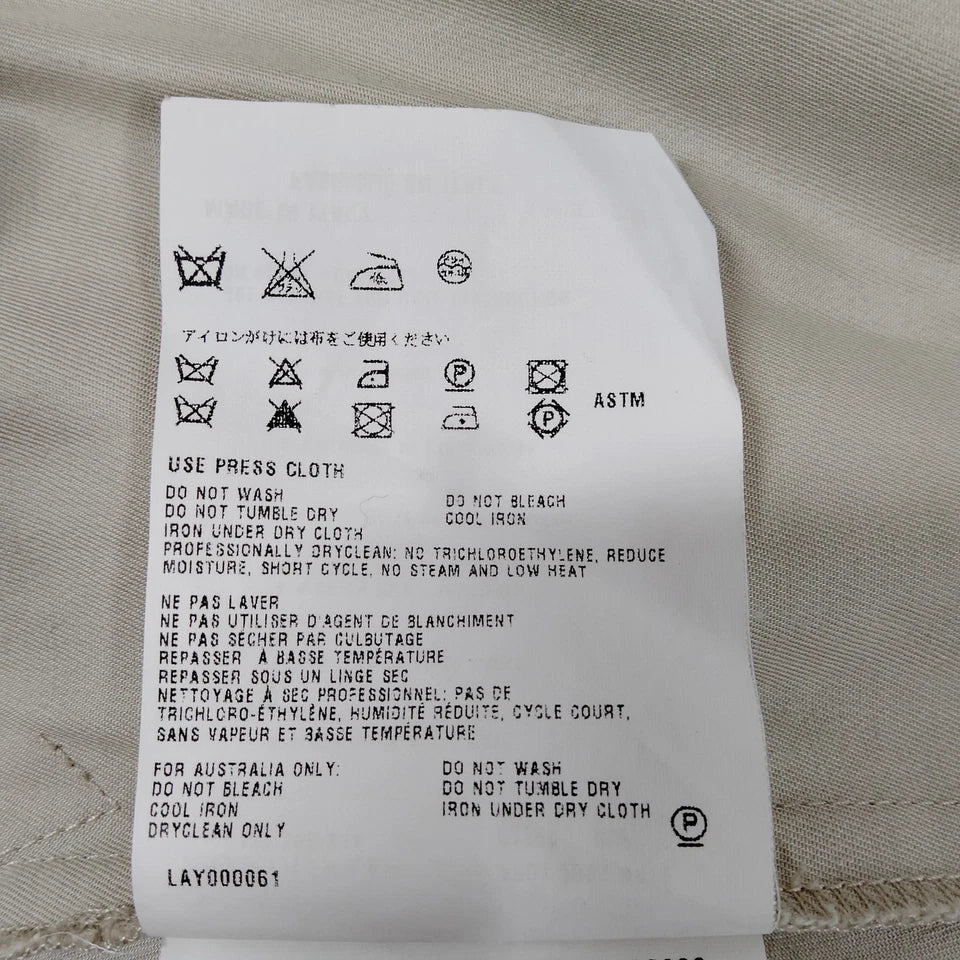 アイロンがけには布をご使用ください
P
ASTM
P
USE PRESS CLOTH
DO NOT WASH DO NOT BLEACH
DO NOT TUMBLE DRY COOL IRON
IRON UNDER DRY CLOTH
PROFESSIONALLY DRYCLEAN: NO TRICHLOROETHYLENE, REDUCE
MOISTURE, SHORT CYCLE, NO STEAM AND LOW HEAT
NE PAS LAVER
NE PAS UTILISER D'AGENT DE BLANCHIMENT
NE PAS SÉCHER PAR CULBUTAGE
REPASSER À BASSE TEMPÉRATURE
REPASSER SOUS UN LINGE SEC
NETTOYAGE À SEC PROFESSIONNEL: PAS DE
TRICHLORO-ÉTHYLÈNE, HUMIDITÉ RÉDUITE, CYCLE COURT,
SANS VAPEUR ET BASSE TEMPÉRATURE
FOR AUSTRALIA ONLY: DO NOT WASH
DO NOT BLEACH DO NOT TUMBLE DRY
COOL IRON IRON UNDER DRY CLOTH
DRYCLEAN ONLY
P
LAY000061